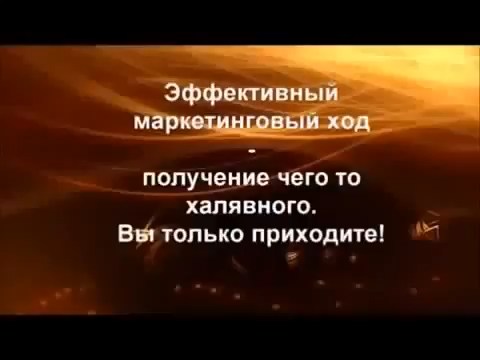 Эффективный
маркетинговый ход
-
получение чего то
халявного.
Вы только приходите!